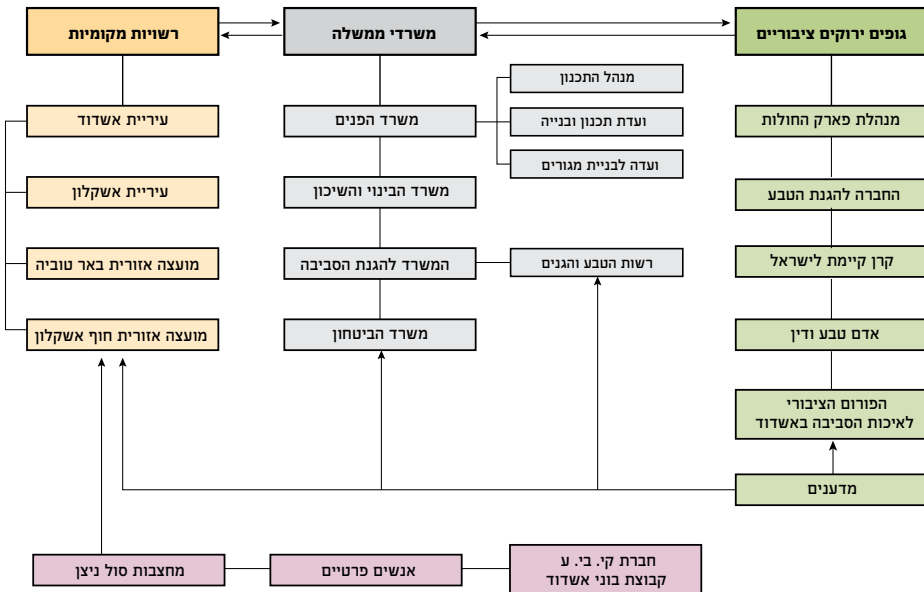 גופים ירוקים ציבוריים
משרדי ממשלה
רשויות מקומיות
מנהל התכנון
מנהלת פארק החולות
ועדת תכנון ובנייה
משרד הפנים
עיריית אשדוד
ועדה לבניית מגורים
החברה להגנת הטבע
משרד הבינוי והשיכון
עיריית אשקלון
קרן קיימת לישראל
רשות הטבע והגנים
המשרד להגנת הסביבה
מועצה אזורית באר טוביה
אדם טבע ודין
משרד הביטחון
מועצה אזורית חוף אשקלון
הפורום הציבורי
לאיכות הסביבה באשדוד
מדענים
חברת קי. בי. ע
קבוצת בוני אשדוד
אנשים פרטיים
מחצבות סול ניצן